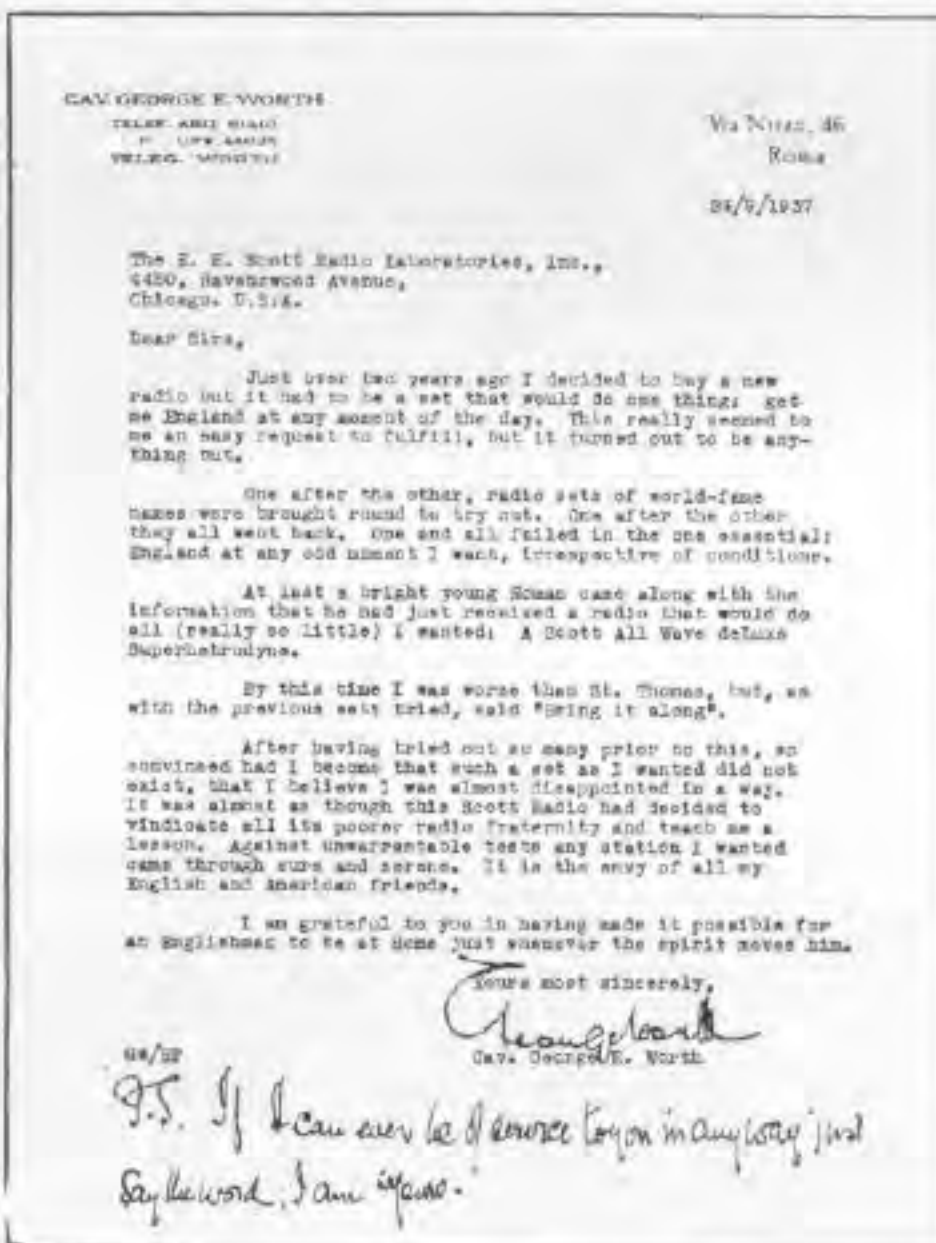 CAV. GEORGE E. WORTH
TELEG. WORTH
Roma
The E. H. Scott Radio Laboratories, Inc.,
4450, Ravenswood Avenue,
Chicago. U.S.A.
Dear Sirs,
Just over two years ago I decided to buy a new
radio but it had to be a set that would do one thing: get
me England at any moment of the day. This really seemed to
me an easy request to fulfill, but it turned out to be any-
thing but.
One after the other, radio sets of world-fame
names were brought round to try out. One after the other
they all went back. One and all failed in the one essential;
England at any odd moment I want, irrespective of conditions.
At last a bright young Roman came along with the
information that he had just received a radio that would do
all (really so little) I wanted: A Scott All Wave deLuxe
Superhetrodyne.
By this time I was worse than St. Thomas, but, as
with the previous sets tried, said "Bring it along".
After having tried out so many prior to this, so
convinced had I become that such a set as I wanted did not
exist, that I believe I was almost disappointed in a way.
It was almost as though this Scott Radio had decided to
vindicate all its poorer radio fraternity and teach me a
lesson. Against unwarrantable tests any station I wanted
came through sure and serene. It is the envy of all my
English and American friends.
I am grateful to you in having made it possible for
an Englishman to be at Home just whenever the spirit moves him.
Yours most sincerely,
Cav. George E. Worth
P.S. If I can ever be of service to you in any way just
say the word, I am "yours."